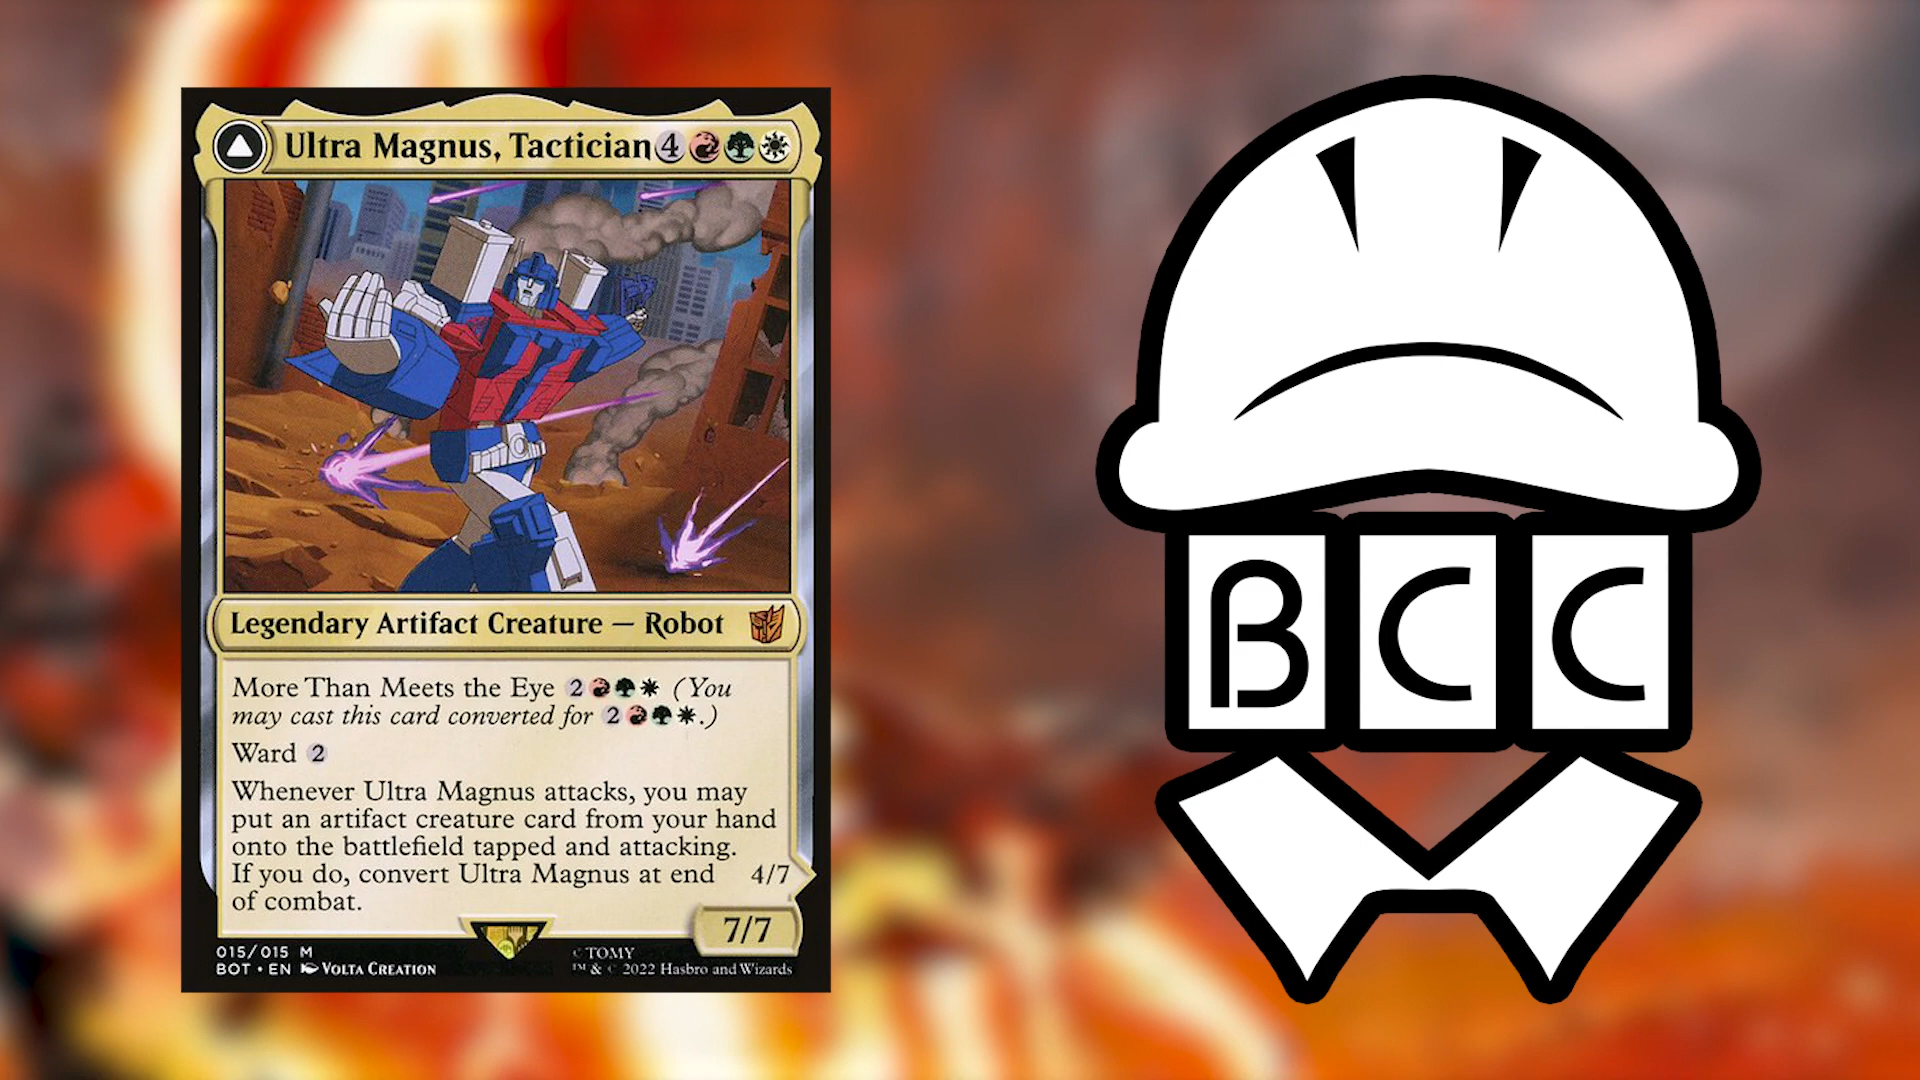 Ultra Magnus, Tactician 4
Legendary Artifact Creature — Robot
More Than Meets the Eye 2 (You
may cast this card converted for 2 .)
Ward 2
Whenever Ultra Magnus attacks, you may
put an artifact creature card from your hand
onto the battlefield tapped and attacking.
If you do, convert Ultra Magnus at end
of combat.
4/7
7/7
015/015 M
BOT • EN VOLTA CREATION
© TOMY
™ & © 2022 Hasbro and Wizards
BCC